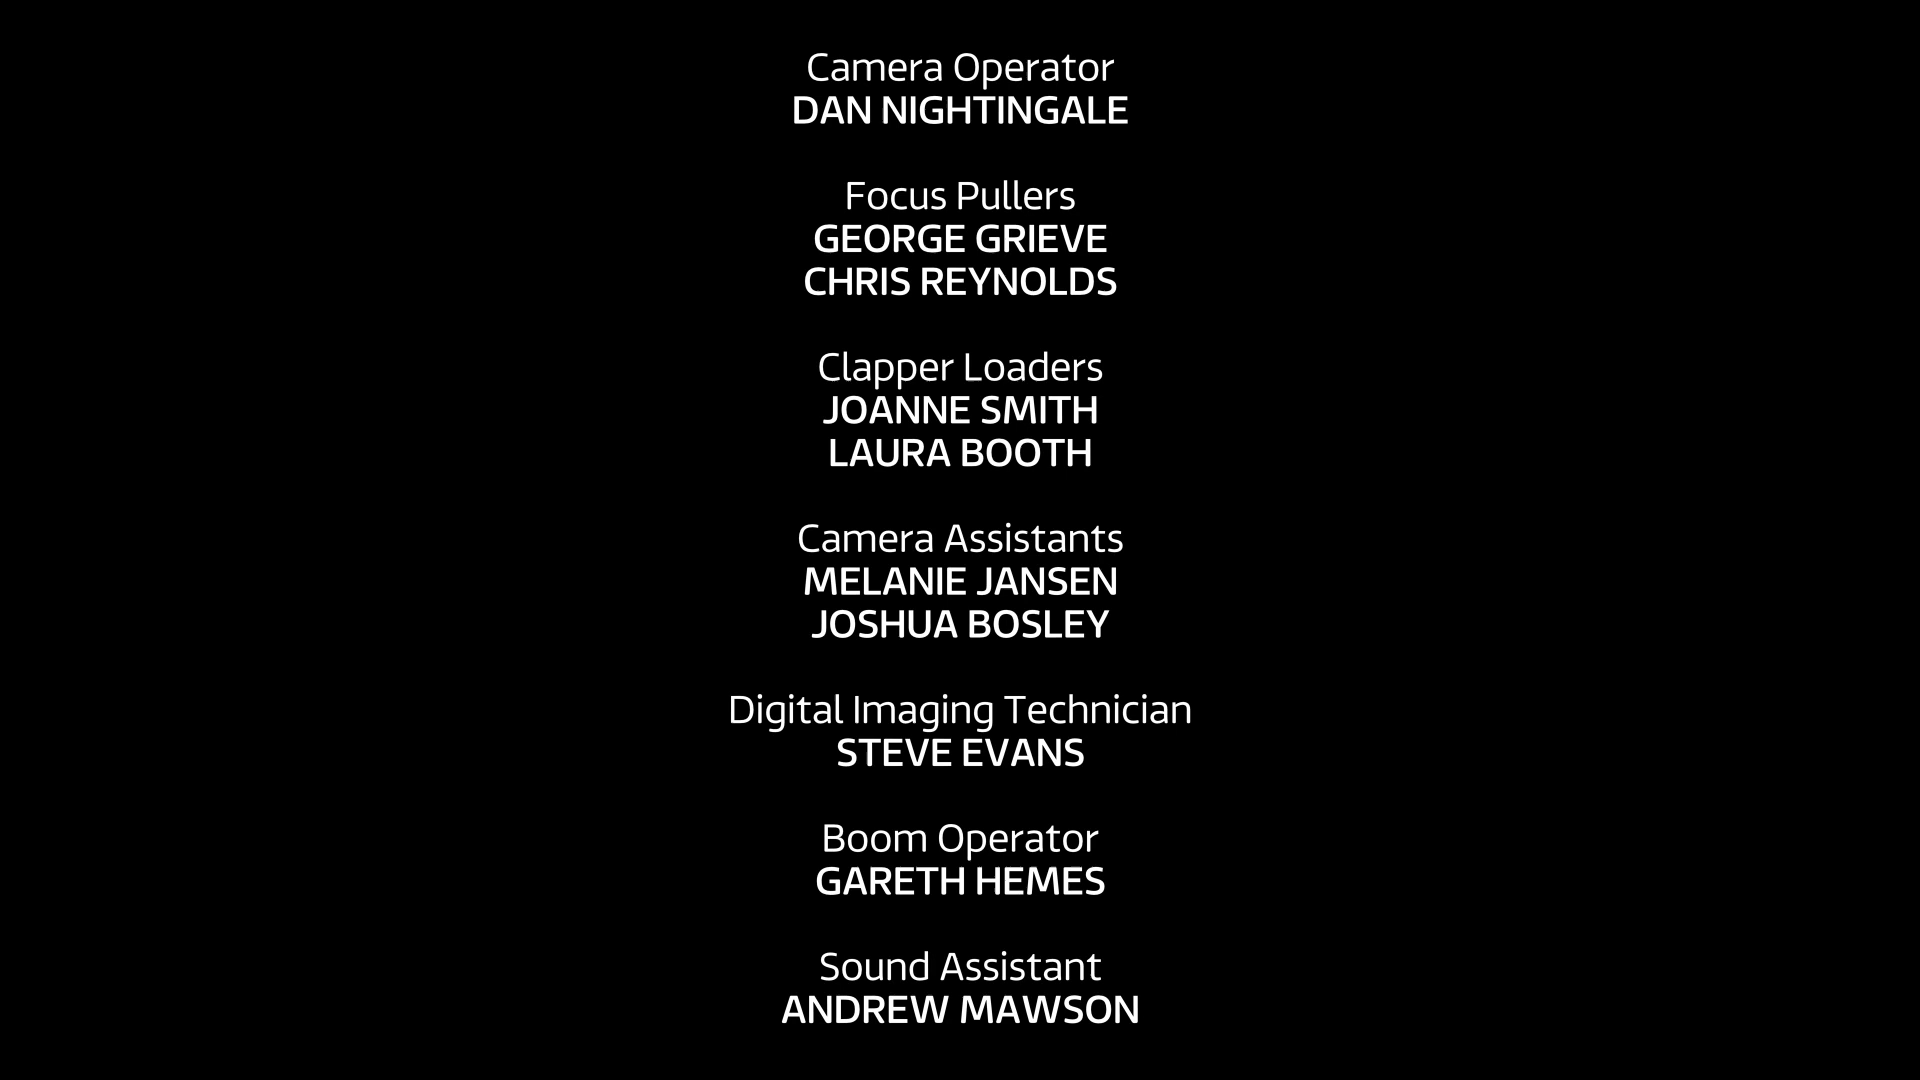 Camera Operator
DAN NIGHTINGALE
Focus Pullers
GEORGE GRIEVE
CHRIS REYNOLDS
Clapper Loaders
JOANNE SMITH
LAURA BOOTH
Camera Assistants
MELANIE JANSEN
JOSHUA BOSLEY
Digital Imaging Technician
STEVE EVANS
Boom Operator
GARETH HEMES
Sound Assistant
ANDREW MAWSON